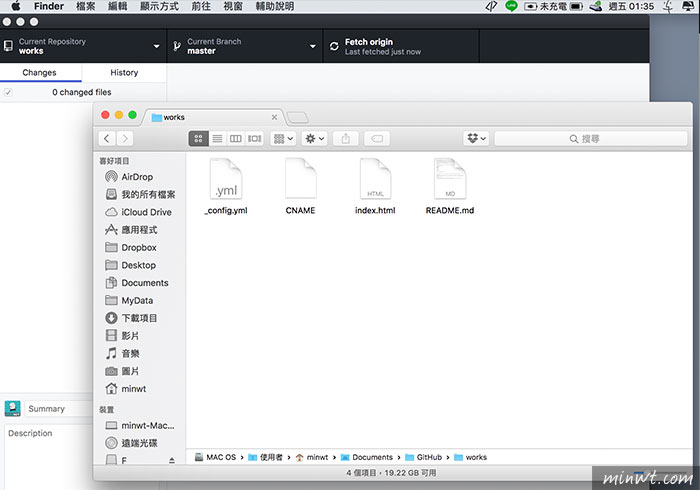 Finder 檔案 編輯 顯示方式 前往 視窗 輔助說明 未充電 週五 01:35
Current Repository
works
Current Branch
master
Fetch origin
Last fetched just now
Changes History
0 changed files
works
搜尋
喜好項目
AirDrop
我的所有檔案
iCloud Drive
應用程式
Dropbox
Desktop
Documents
MyData
下載項目
影片
音樂
圖片
minwt
裝置
minwt-Mac...
遠端光碟
F
.yml
HTML
MD
_config.yml CNAME index.html README.md
Summary
Description
MAC OS 使用者 minwt Documents GitHub works
4 個項目，19.22 GB 可用
minwt.com